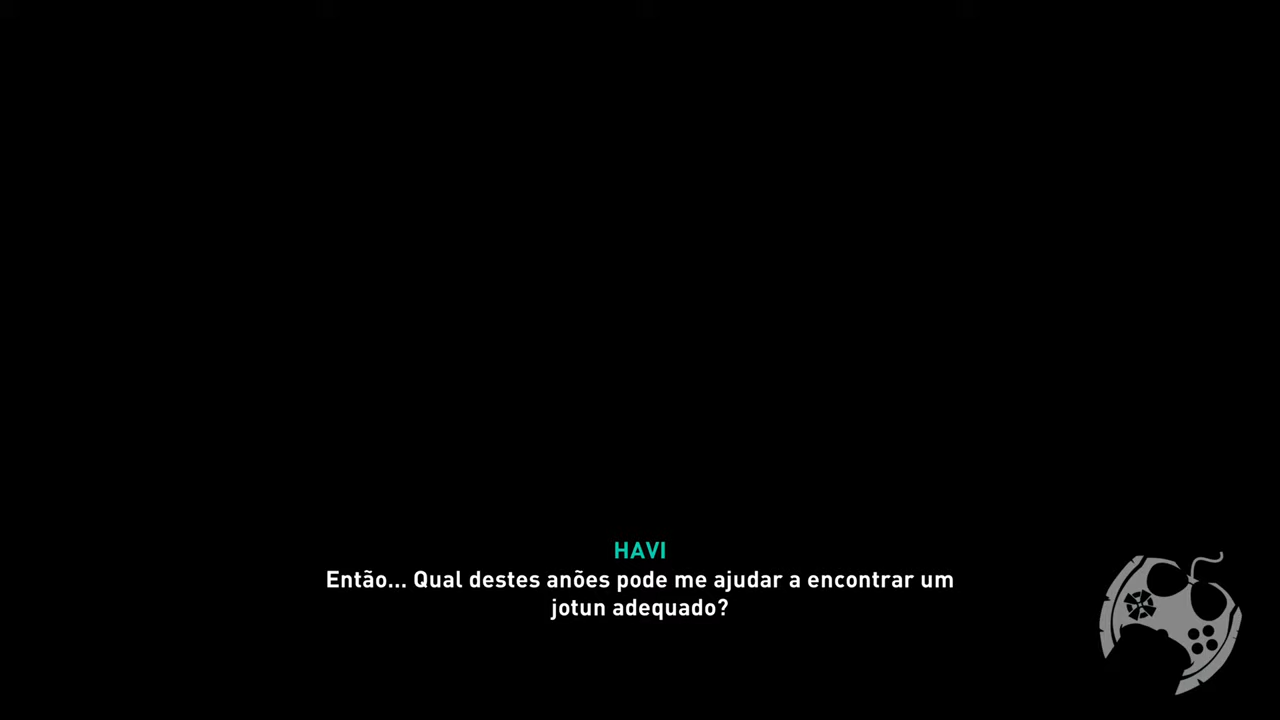 HAVI
Então... Qual destes anões pode me ajudar a encontrar um
jotun adequado?